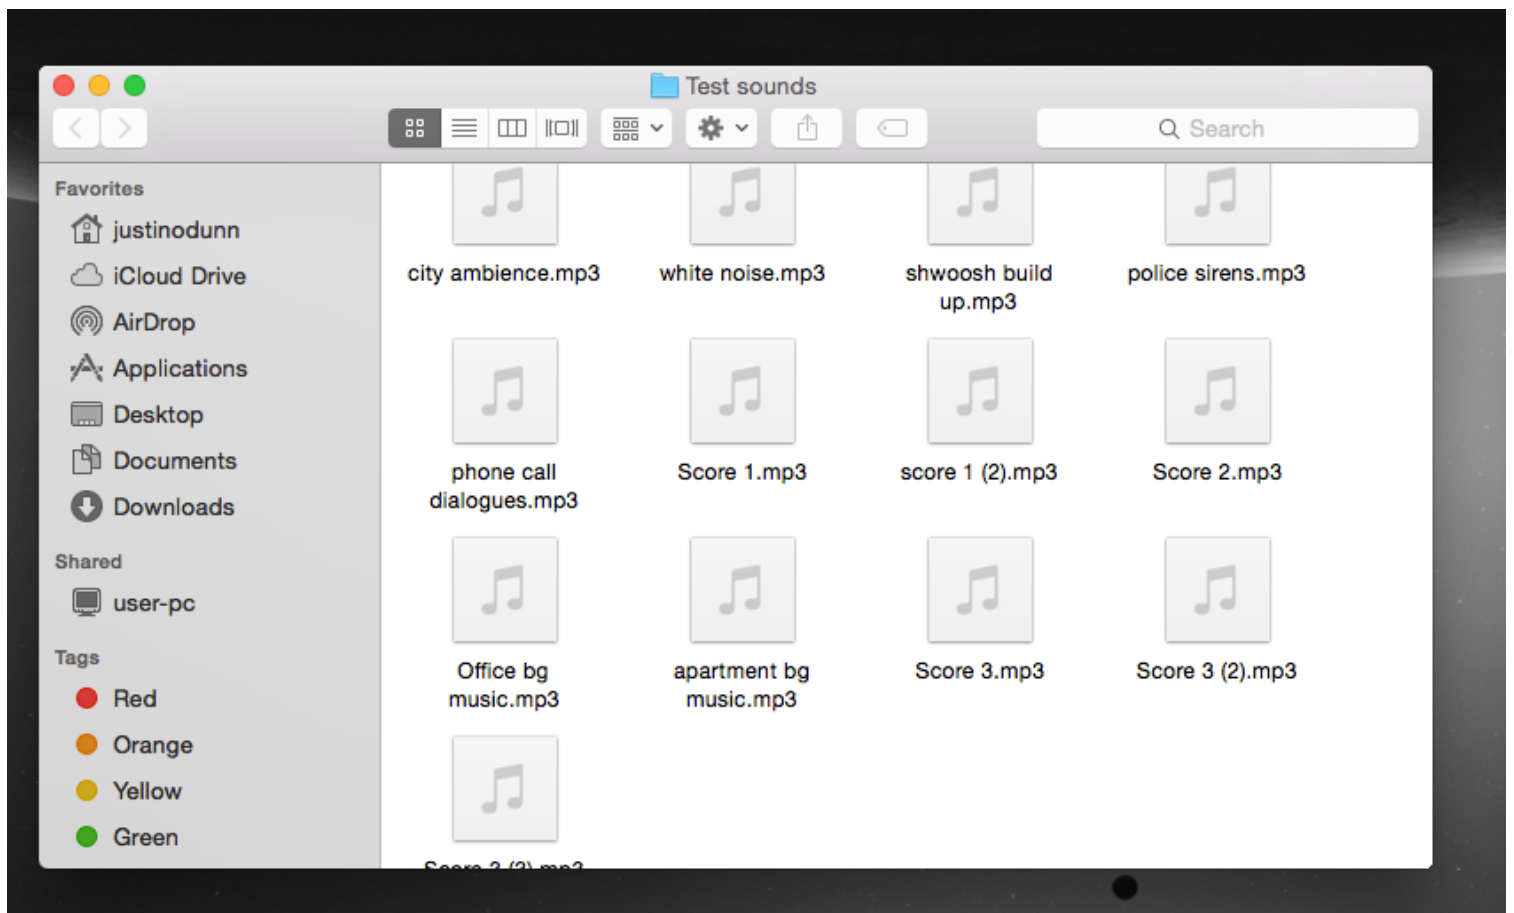 Test sounds
Search
Favorites
justinodunn
iCloud Drive
AirDrop
Applications
Desktop
Documents
Downloads
Shared
user-pc
Tags
Red
Orange
Yellow
Green
city ambience.mp3
white noise.mp3
shwoosh build
up.mp3
police sirens.mp3
phone call
dialogues.mp3
Score 1.mp3
score 1 (2).mp3
Score 2.mp3
Office bg
music.mp3
apartment bg
music.mp3
Score 3.mp3
Score 3 (2).mp3